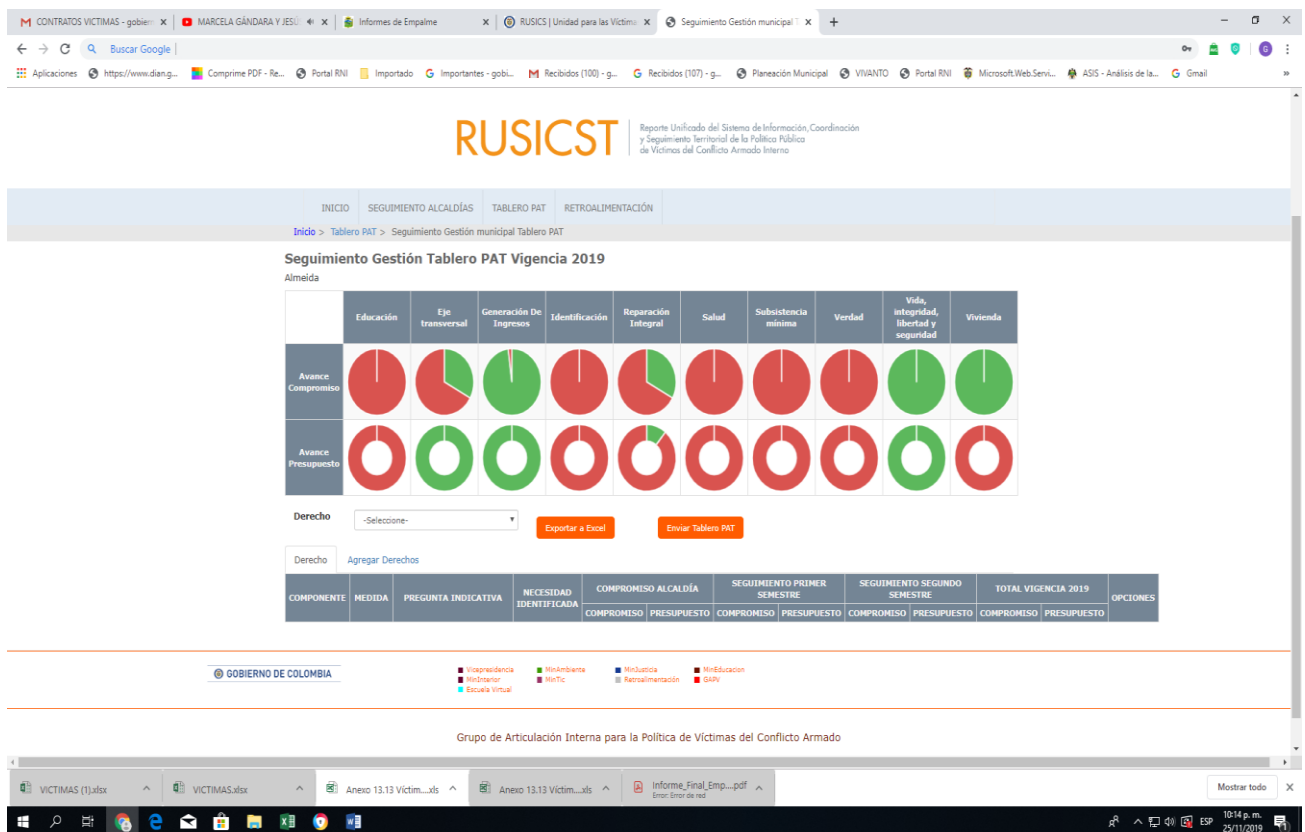 CONTRATOS VICTIMAS - gobiern
MARCELA GÁNDARA Y JESÚS
Informes de Empalme
RUSICS | Unidad para las Víctima
Seguimiento Gestión municipal T
Buscar Google
Aplicaciones
https://www.dian.g...
Comprime PDF - Re...
Portal RNI
Importado
Importantes - gobi...
Recibidos (100) - g...
Recibidos (107) - g...
Planeación Municipal
VIVANTO
Portal RNI
Microsoft.Web.Servi...
ASIS - Análisis de la...
Gmail
»
RUSICST
Reporte Unificado del Sistema de Información, Coordinación
y Seguimiento Territorial de la Política Pública
de Víctimas del Conflicto Armado Interno
INICIO SEGUIMIENTO ALCALDÍAS TABLERO PAT RETROALIMENTACIÓN
Inicio > Tablero PAT > Seguimiento Gestión municipal Tablero PAT
Seguimiento Gestión Tablero PAT Vigencia 2019
Almeida
Educación
Eje
transversal
Generación De
Ingresos
Identificación
Reparación
Integral
Salud
Subsistencia
mínima
Verdad
Vida,
integridad,
libertad y
seguridad
Vivienda
Avance
Compromiso
Avance
Presupuesto
Derecho
-Seleccione-
Exportar a Excel
Enviar Tablero PAT
Derecho
Agregar Derechos
COMPONENTE
MEDIDA
PREGUNTA INDICATIVA
NECESIDAD
IDENTIFICADA
COMPROMISO ALCALDÍA
SEGUIMIENTO PRIMER
SEMESTRE
SEGUIMIENTO SEGUNDO
SEMESTRE
TOTAL VIGENCIA 2019
OPCIONES
COMPROMISO PRESUPUESTO COMPROMISO PRESUPUESTO COMPROMISO PRESUPUESTO COMPROMISO PRESUPUESTO
GOBIERNO DE COLOMBIA
Vicepresidencia
MinAmbiente
MinJusticia
MinEducacion
MinInterior
MinTic
Retroalimentación
GAPV
Escuela Virtual
Grupo de Articulación Interna para la Política de Víctimas del Conflicto Armado
VICTIMAS (1).xlsx
VICTIMAS.xlsx
Anexo 13.13 Víctim....xls
Anexo 13.13 Víctim....xls
Informe_Final_Emp....pdf
Error: Error de red
Mostrar todo
ESP
10:14 p. m.
25/11/2019